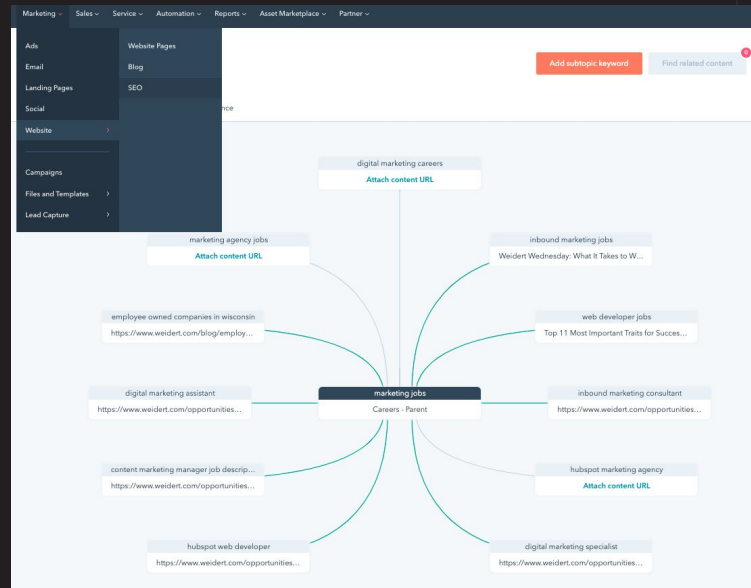 Marketing Sales Service Automation Reports Asset Marketplace Partner
Ads
Email
Landing Pages
Social
Website
Campaigns
Files and Templates
Lead Capture
Website Pages
Blog
SEO
Add subtopic keyword
Find related content
0
nce
digital marketing careers
Attach content URL
marketing agency jobs
Attach content URL
inbound marketing jobs
Weidert Wednesday: What It Takes to W...
employee owned companies in wisconsin
https://www.weidert.com/blog/employ...
web developer jobs
Top 11 Most Important Traits for Succes...
digital marketing assistant
https://www.weidert.com/opportunities...
marketing jobs
Careers - Parent
inbound marketing consultant
https://www.weidert.com/opportunities...
content marketing manager job descrip...
https://www.weidert.com/opportunities...
hubspot marketing agency
Attach content URL
hubspot web developer
https://www.weidert.com/opportunities...
digital marketing specialist
https://www.weidert.com/opportunities...